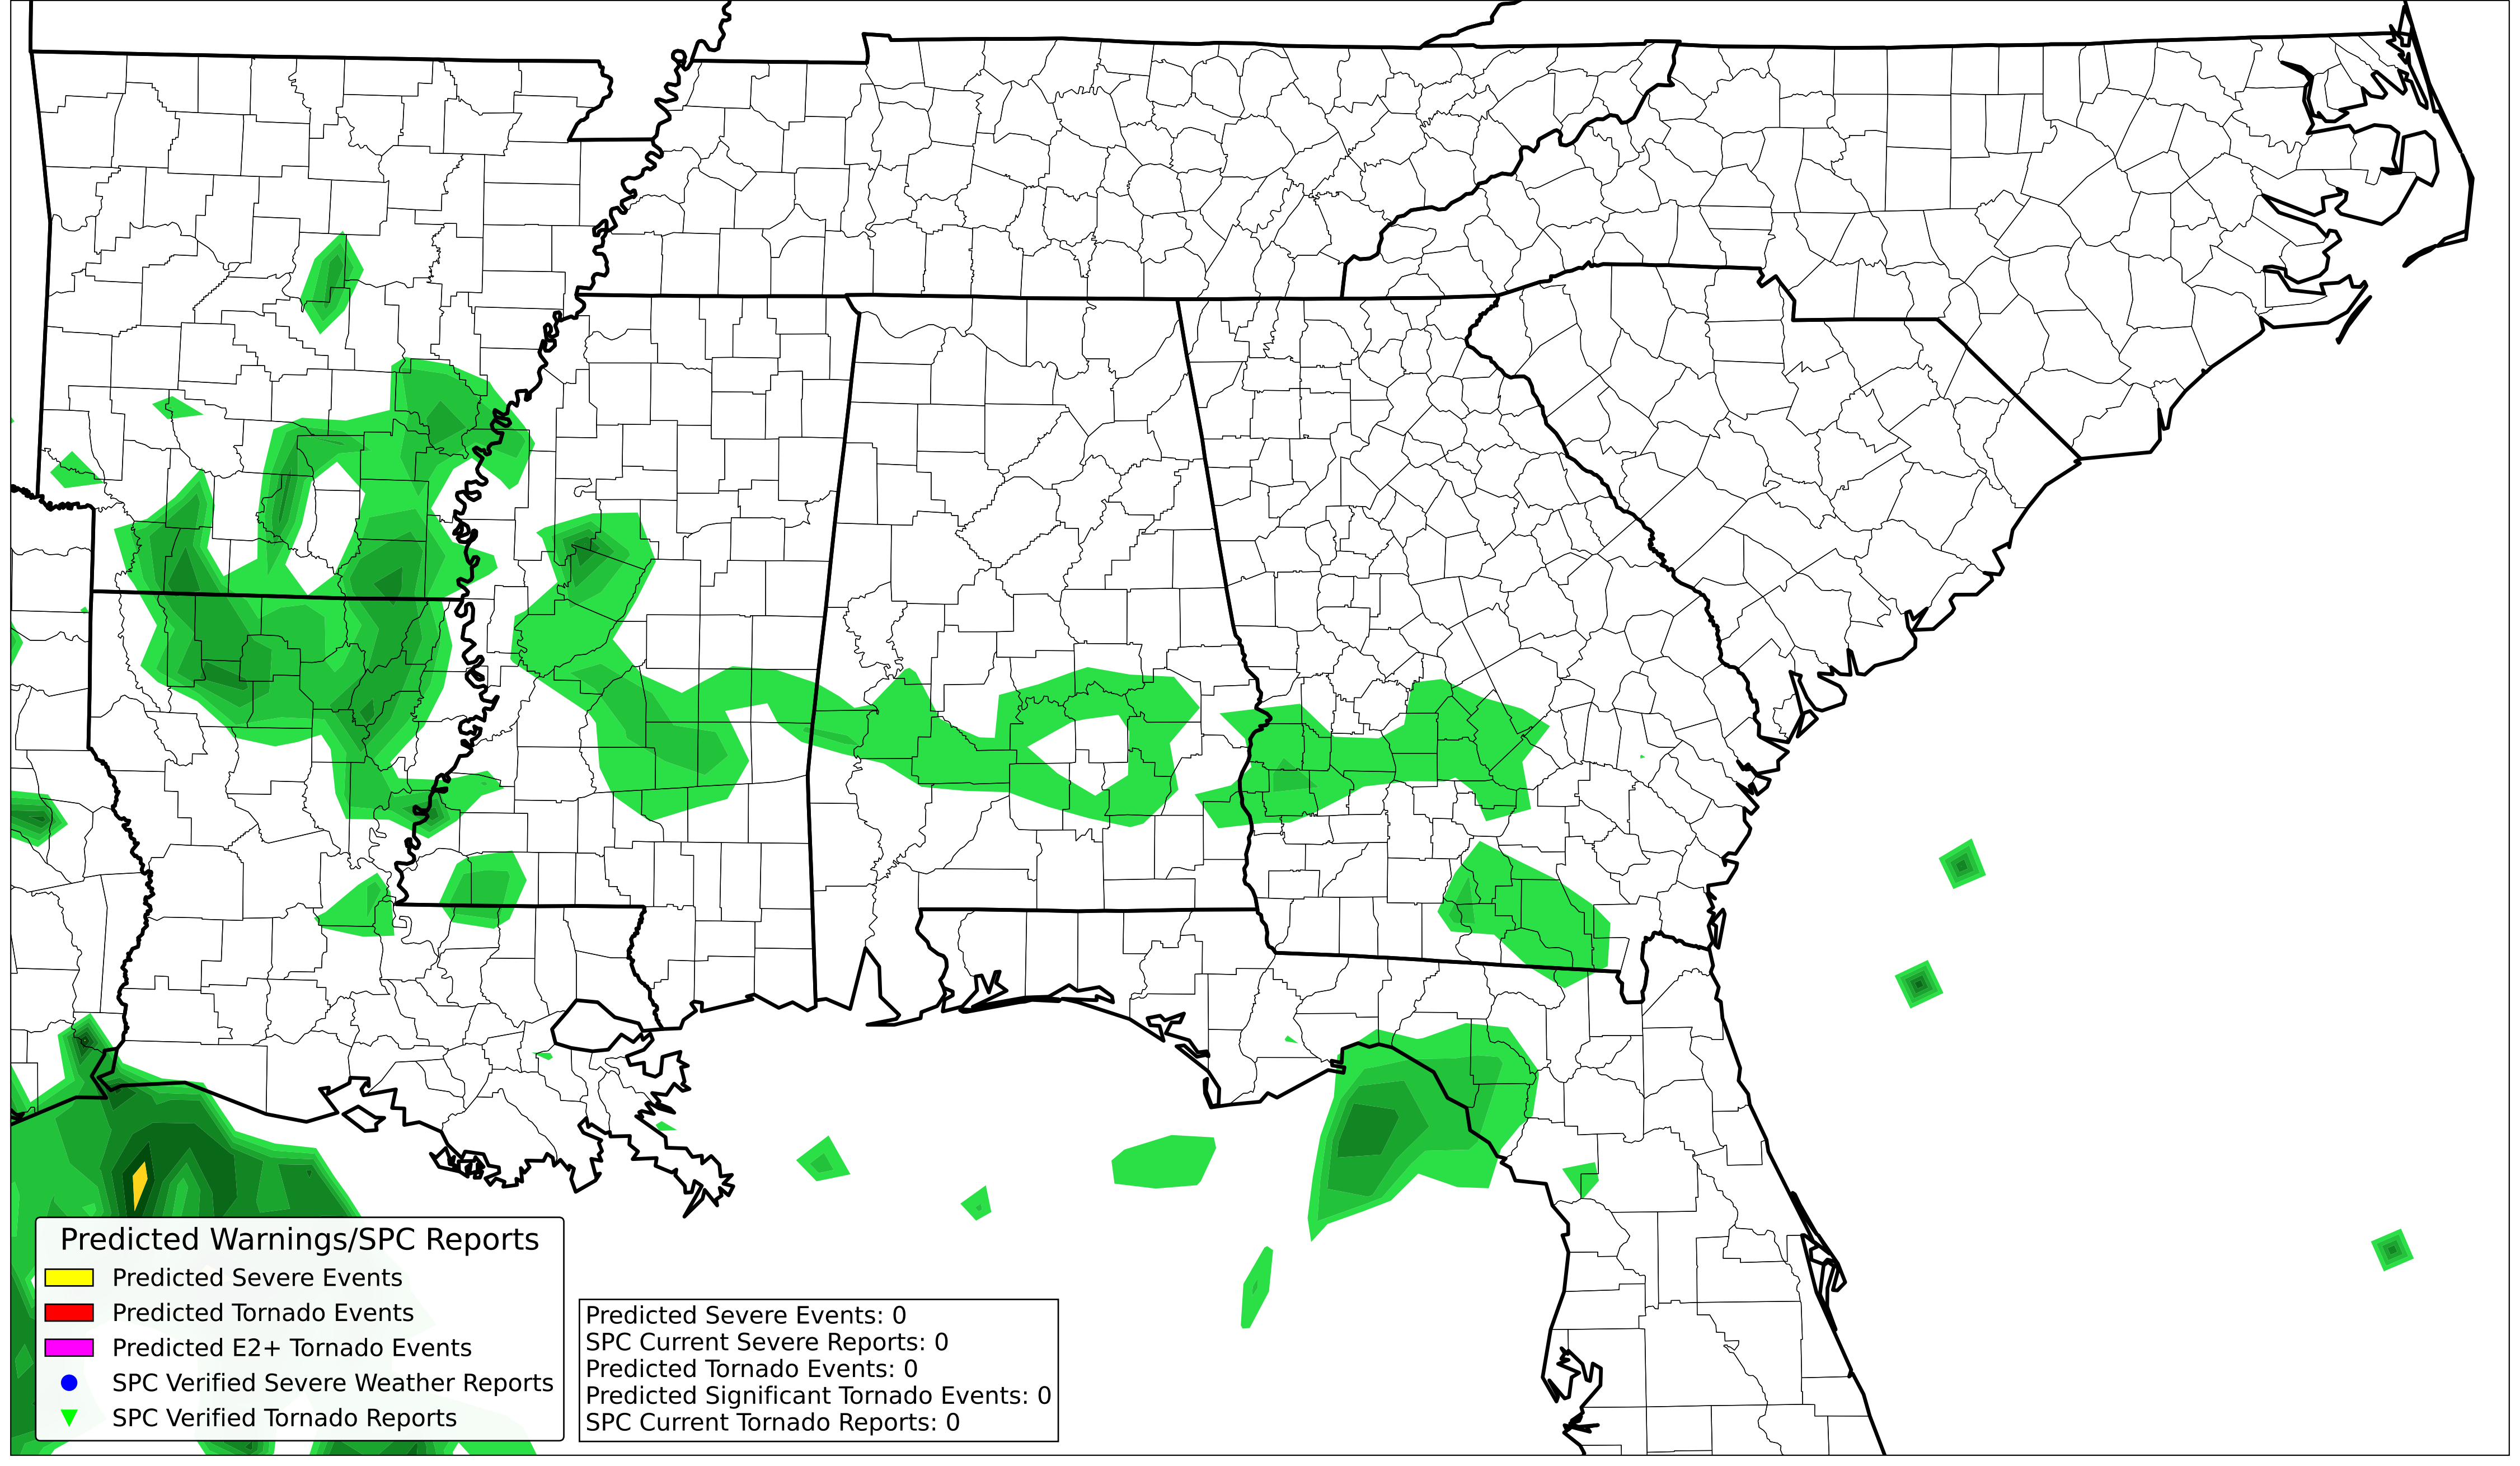 Predicted Warnings/SPC Reports
Predicted Severe Events
Predicted Tornado Events
Predicted E2+ Tornado Events
SPC Verified Severe Weather Reports
SPC Verified Tornado Reports
Predicted Severe Events: 0
SPC Current Severe Reports: 0
Predicted Tornado Events: 0
Predicted Significant Tornado Events: 0
SPC Current Tornado Reports: 0